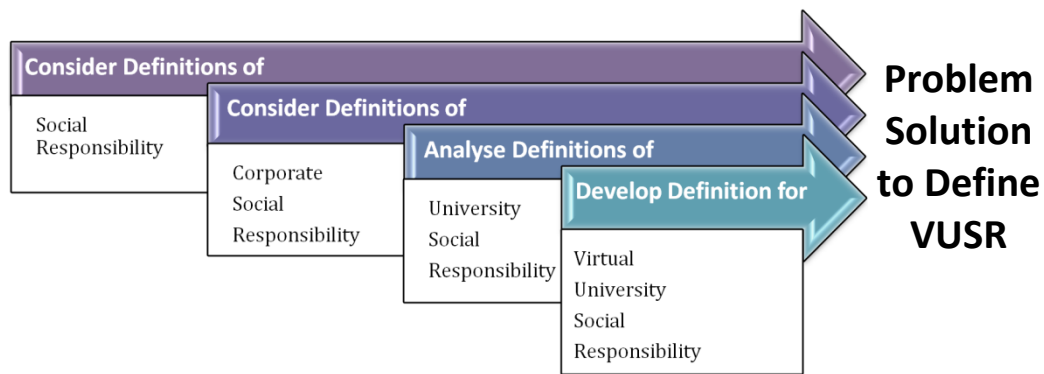 Consider Definitions of
Social
Responsibility
Consider Definitions of
Corporate
Social
Responsibility
Analyse Definitions of
University
Social
Responsibility
Develop Definition for
Virtual
University
Social
Responsibility
Problem
Solution
to Define
VUSR